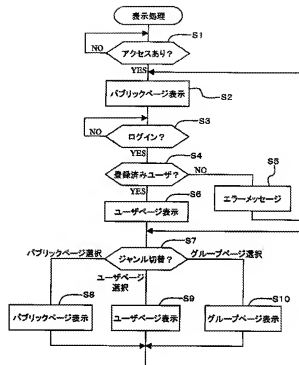 表示処理
S1
アクセスあり?
NO
YES
パブリックページ表示
S2
S3
ログイン?
NO
YES
S4
登録済みユーザ?
NO
YES
S5
エラーメッセージ
S6
ユーザページ表示
S7
ジャンル切替?
パブリックページ選択
グループページ選択
ユーザページ
選択
S8
パブリックページ表示
S9
ユーザページ表示
S10
グループページ表示